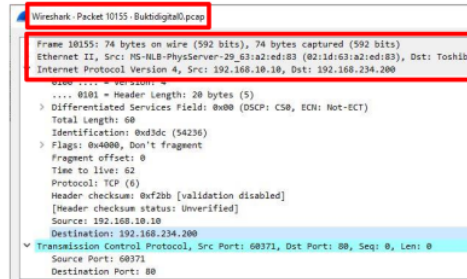 Wireshark - Packet 10155 - Buktidigital0.pcap
Frame 10155: 74 bytes on wire (592 bits), 74 bytes captured (592 bits)
Ethernet II, Src: MS-NLB-PhysServer-29_63:a2:ed:83 (02:1d:63:a2:ed:83), Dst: Toshib
Internet Protocol Version 4, Src: 192.168.10.10, Dst: 192.168.234.200
0100 .... = Version: 4
.... 0101 = Header Length: 20 bytes (5)
Differentiated Services Field: 0x00 (DSCP: CS0, ECN: Not-ECT)
Total Length: 60
Identification: 0xd3dc (54236)
Flags: 0x4000, Don't fragment
Fragment offset: 0
Time to live: 62
Protocol: TCP (6)
Header checksum: 0xf2bb [validation disabled]
[Header checksum status: Unverified]
Source: 192.168.10.10
Destination: 192.168.234.200
Transmission Control Protocol, Src Port: 60371, Dst Port: 80, Seq: 0, Len: 0
Source Port: 60371
Destination Port: 80